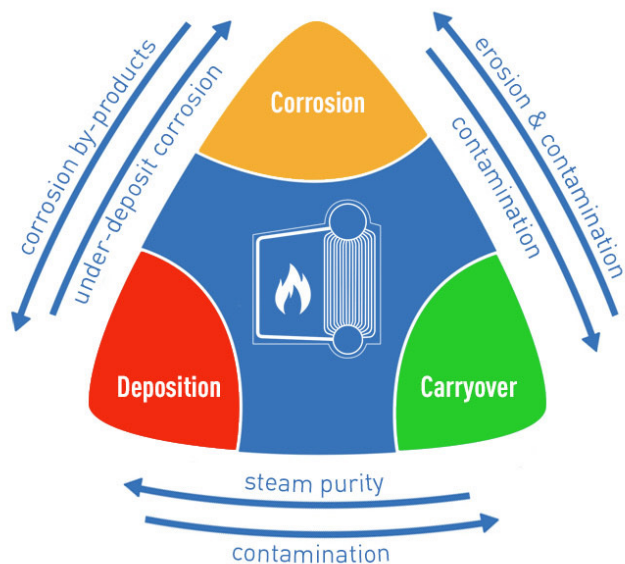 Corrosion
corrosion by-products
under-deposit corrosion
erosion & contamination
contamination
Deposition
Carryover
steam purity
contamination